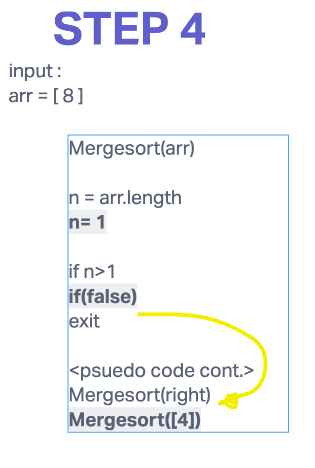 STEP 4
input :
arr = [ 8 ]
Mergesort(arr)
n = arr.length
n= 1
if n>1
if(false)
exit
<psuedo code cont.>
Mergesort(right)
Mergesort([4])